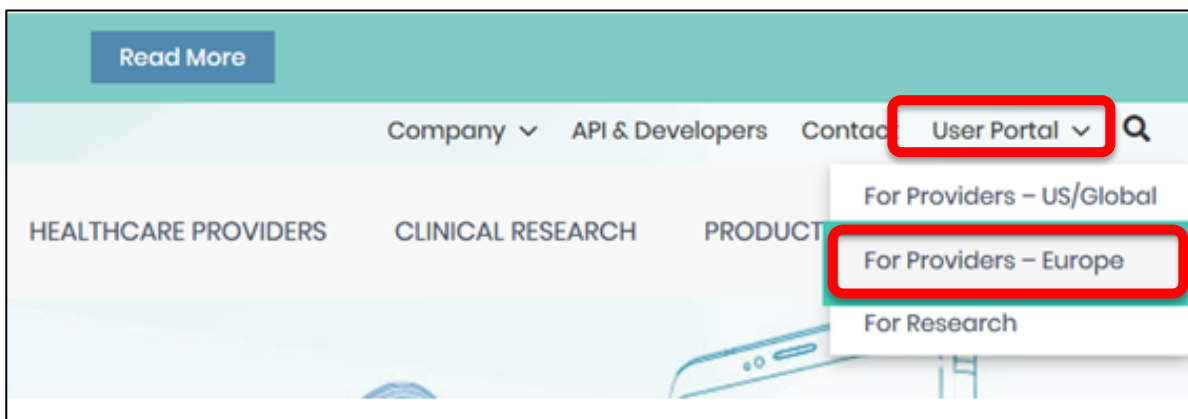 Read More
Company API & Developers Contact User Portal
For Providers – US/Global
HEALTHCARE PROVIDERS CLINICAL RESEARCH PRODUCT
For Providers – Europe
For Research